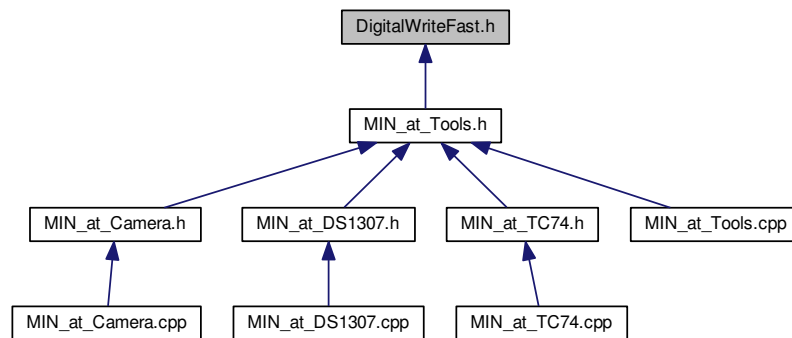 DigitalWriteFast.h
MIN_at_Tools.h
MIN_at_Camera.h
MIN_at_DS1307.h
MIN_at_TC74.h
MIN_at_Tools.cpp
MIN_at_Camera.cpp
MIN_at_DS1307.cpp
MIN_at_TC74.cpp